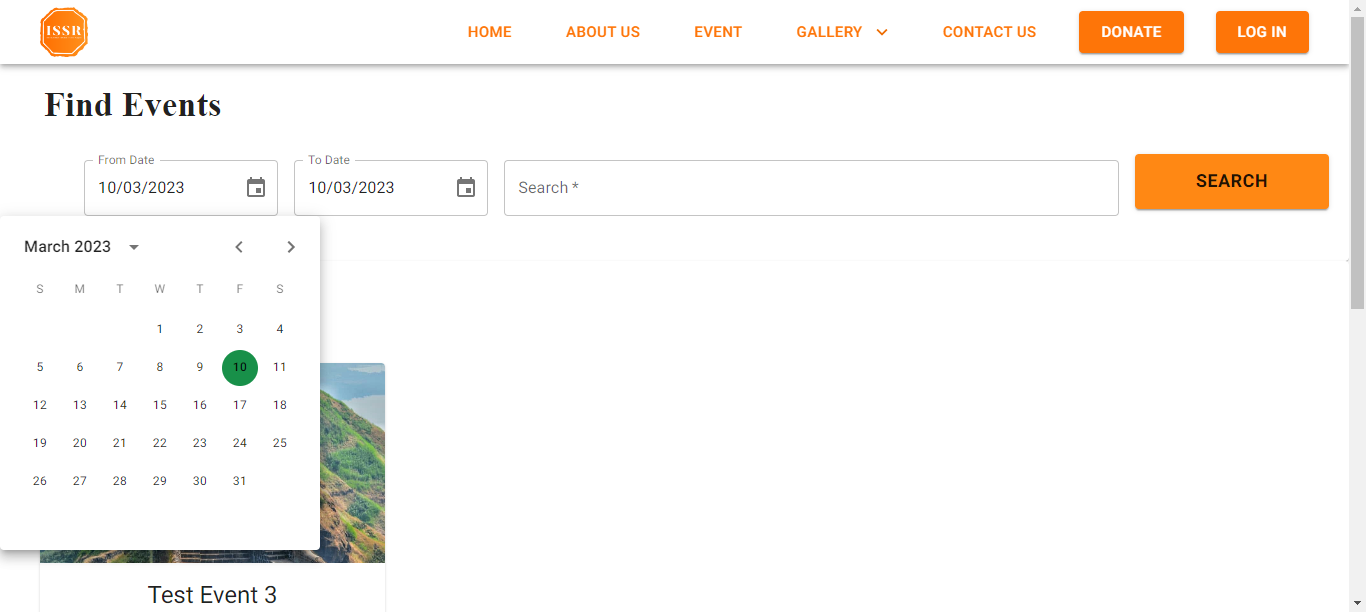 ISSR
HOME ABOUT US EVENT GALLERY CONTACT US DONATE LOG IN
Find Events
From Date To Date
10/03/2023 10/03/2023 Search * SEARCH
March 2023
S M T W T F S
1 2 3 4
5 6 7 8 9 10 11
12 13 14 15 16 17 18
19 20 21 22 23 24 25
26 27 28 29 30 31
Test Event 3